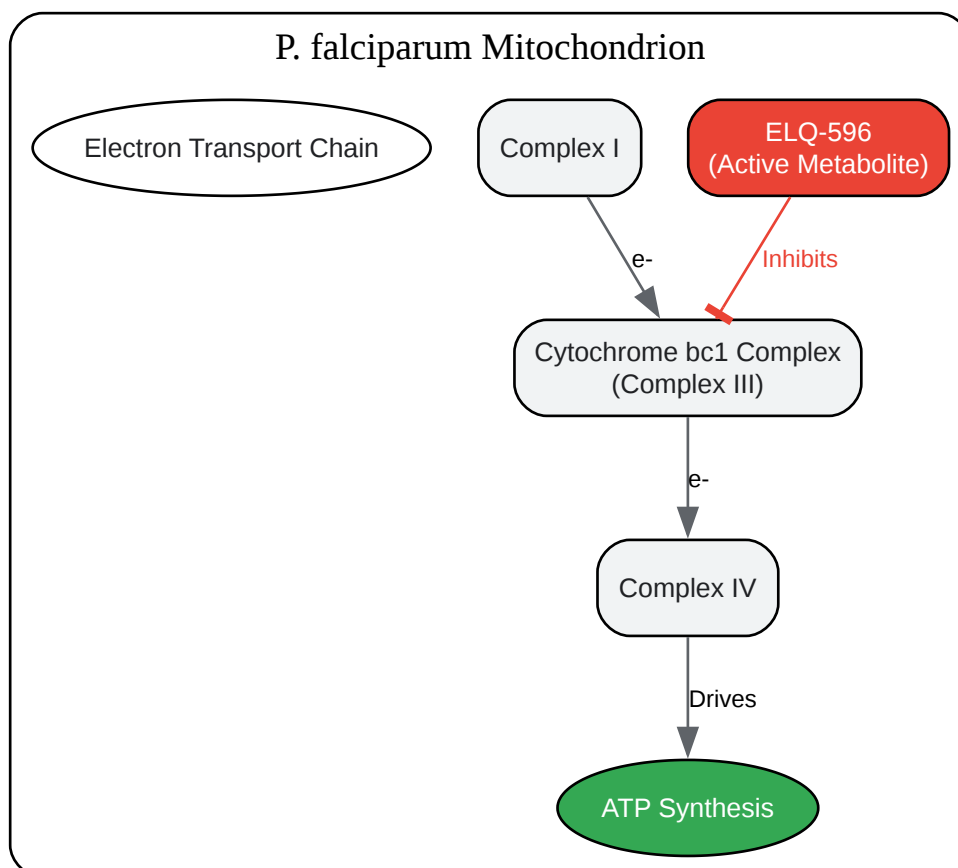 P. falciparum Mitochondrion
Electron Transport Chain
Complex I
ELQ-596
(Active Metabolite)
e-
Inhibits
Cytochrome bc1 Complex
(Complex III)
e-
Complex IV
Drives
ATP Synthesis